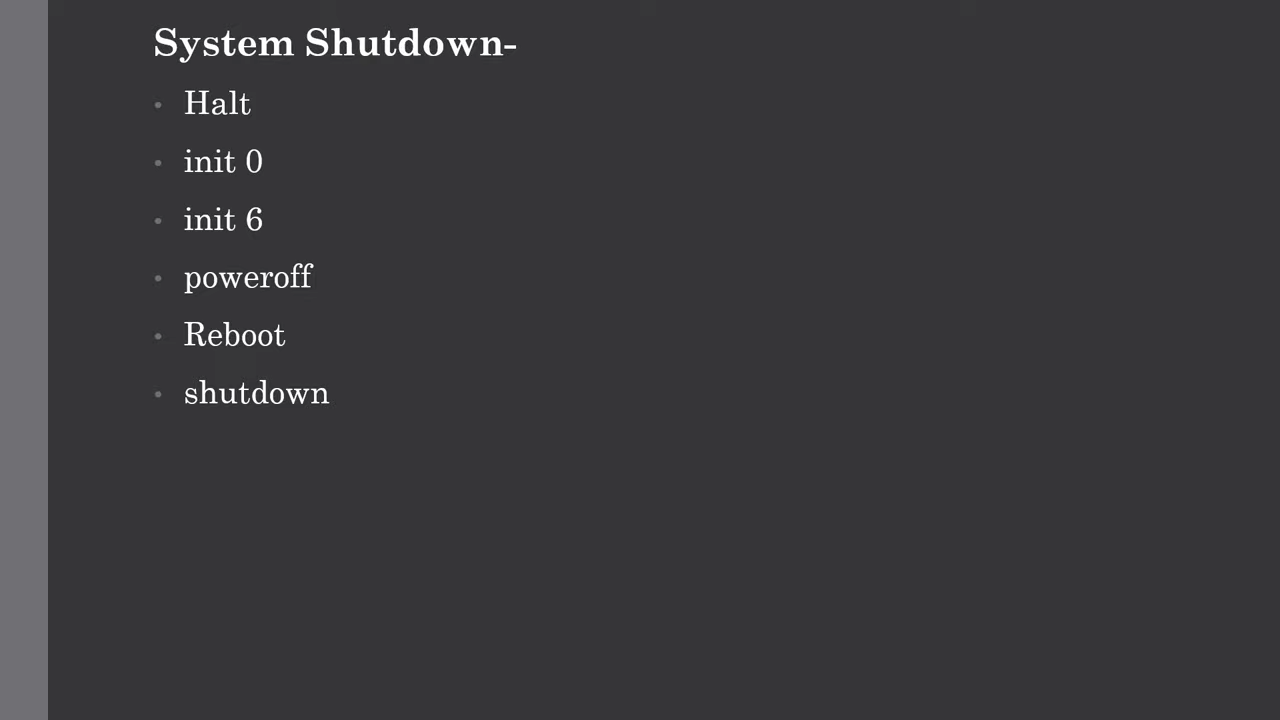 System Shutdown-
• Halt
• init 0
• init 6
• poweroff
• Reboot
• shutdown